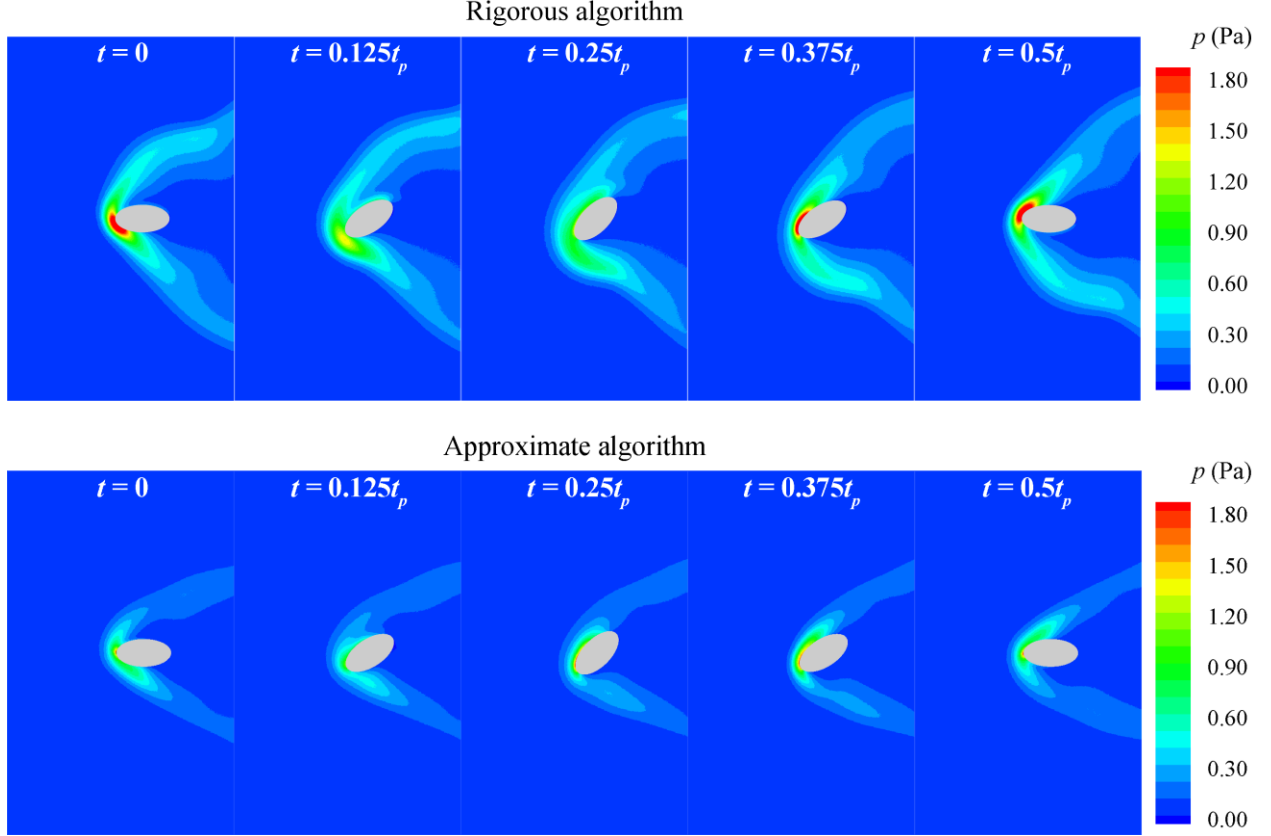 Rigorous algorithm
t = 0
t = 0.125tₚ
t = 0.25tₚ
t = 0.375tₚ
t = 0.5tₚ
p (Pa)
1.80
1.50
1.20
0.90
0.60
0.30
0.00
Approximate algorithm
t = 0
t = 0.125tₚ
t = 0.25tₚ
t = 0.375tₚ
t = 0.5tₚ
p (Pa)
1.80
1.50
1.20
0.90
0.60
0.30
0.00